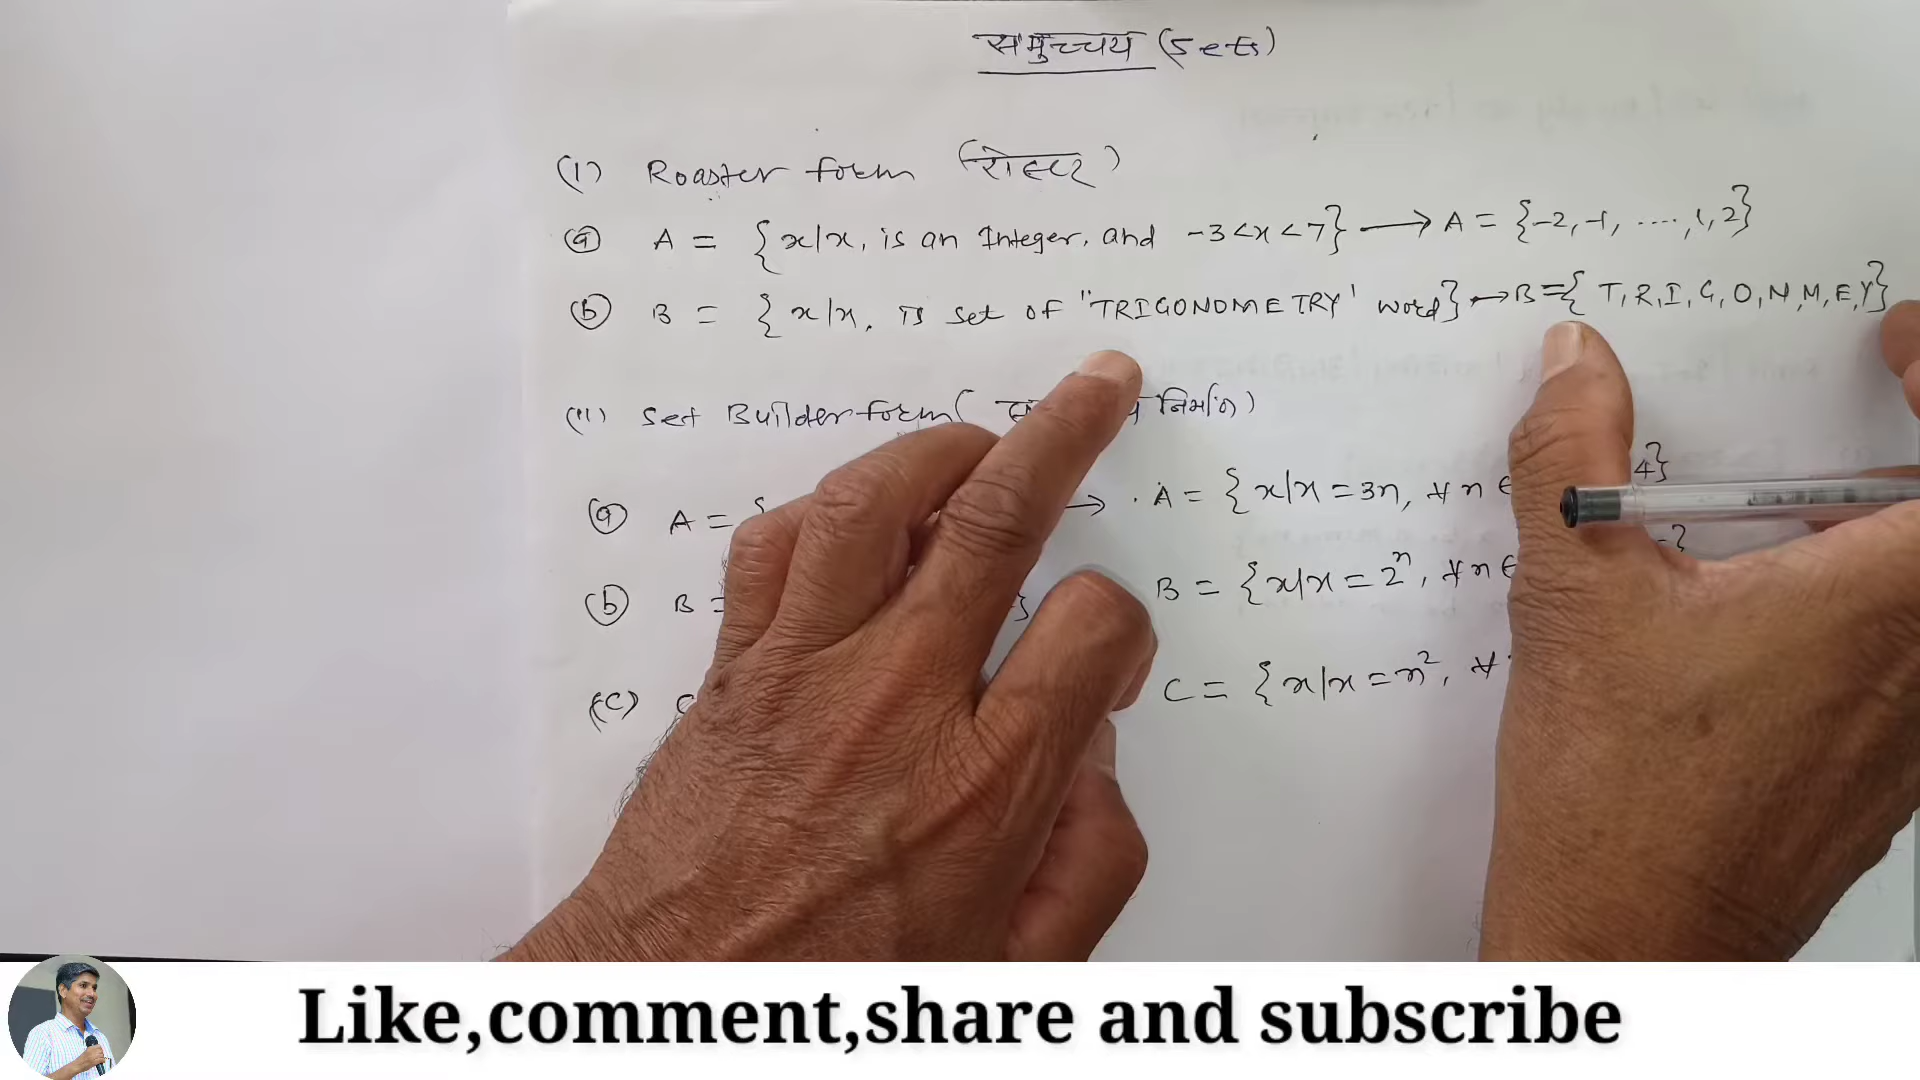 समुच्चय (Sets)
(I) Roaster form (रोस्टर)
(a) A = {x/x, is an Integer, and -3<x<7} → A = {-2, -1, ....., 1, 2}
(b) B = {x/x. is set of "TRIGONOMETRY' word} → B = { T, R, I, G, O, N, M, E, Y}
(II) Set Builder form ( निर्माण)
(a) A = { → A = {x/x = 3n, ∀ n ∈ 4}
(b) B = } B = {x/x = 2ⁿ, ∀ n ∈
(C) C C = {x/x = n², ∀
Like,comment,share and subscribe